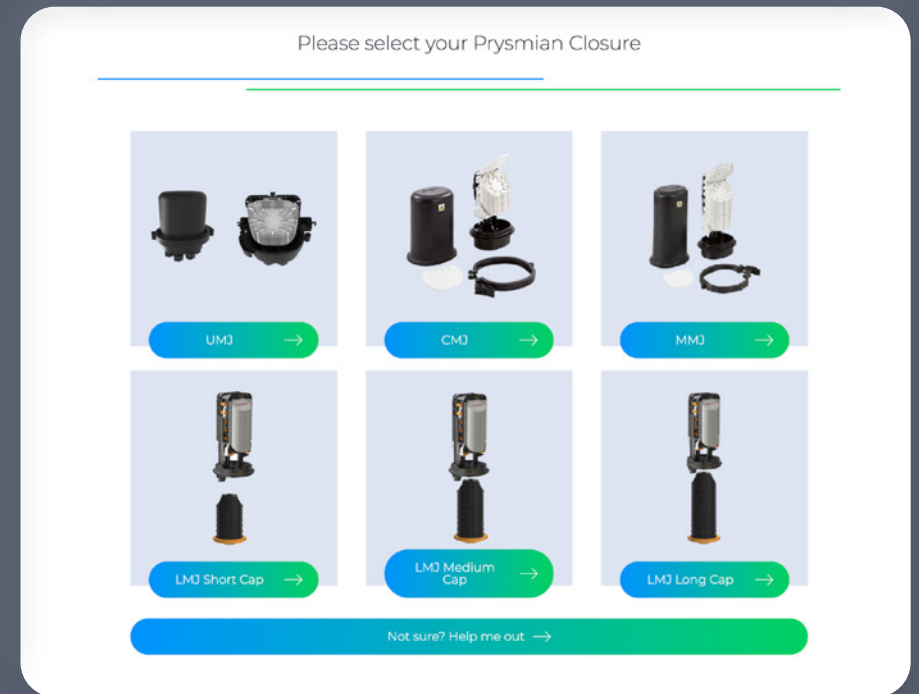 Please select your Prysmian Closure
UMJ →
CMJ →
MMJ →
LMJ Short Cap →
LMJ Medium
Cap →
LMJ Long Cap →
Not sure? Help me out →